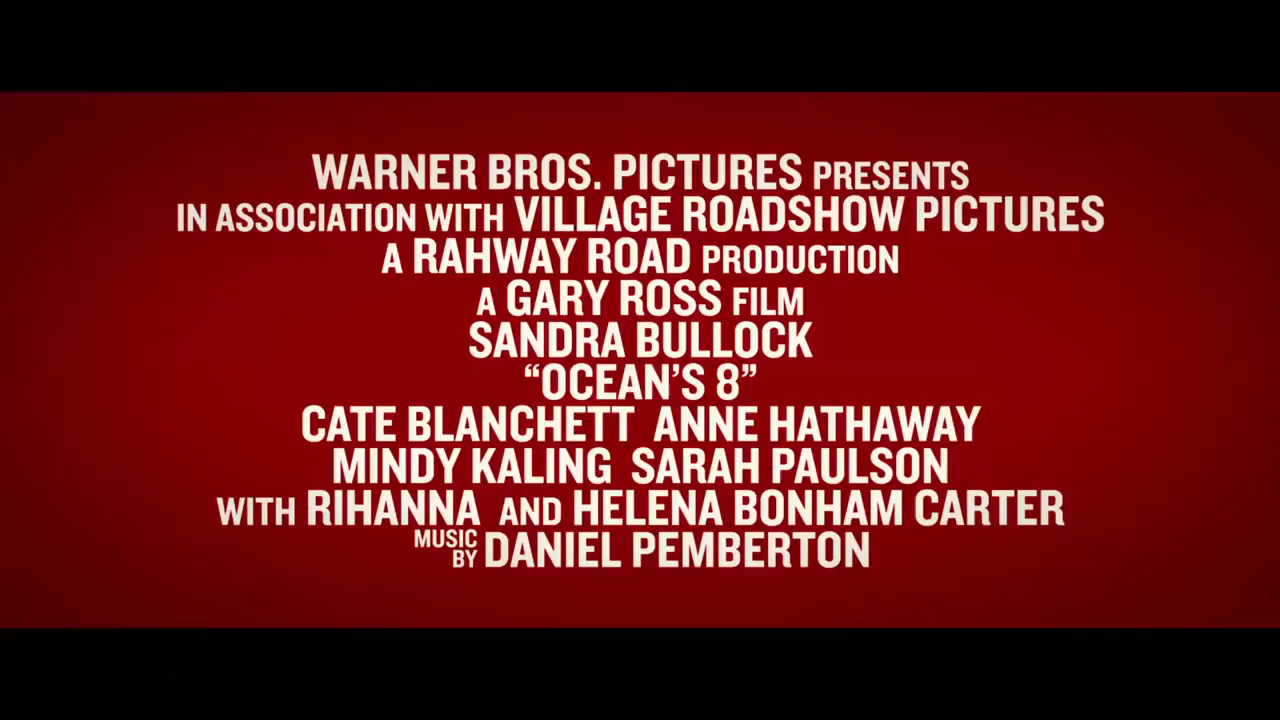 WARNER BROS. PICTURES PRESENTS
IN ASSOCIATION WITH VILLAGE ROADSHOW PICTURES
A RAHWAY ROAD PRODUCTION
A GARY ROSS FILM
SANDRA BULLOCK
“OCEAN’S 8”
CATE BLANCHETT ANNE HATHAWAY
MINDY KALING SARAH PAULSON
WITH RIHANNA AND HELENA BONHAM CARTER
MUSIC BY DANIEL PEMBERTON